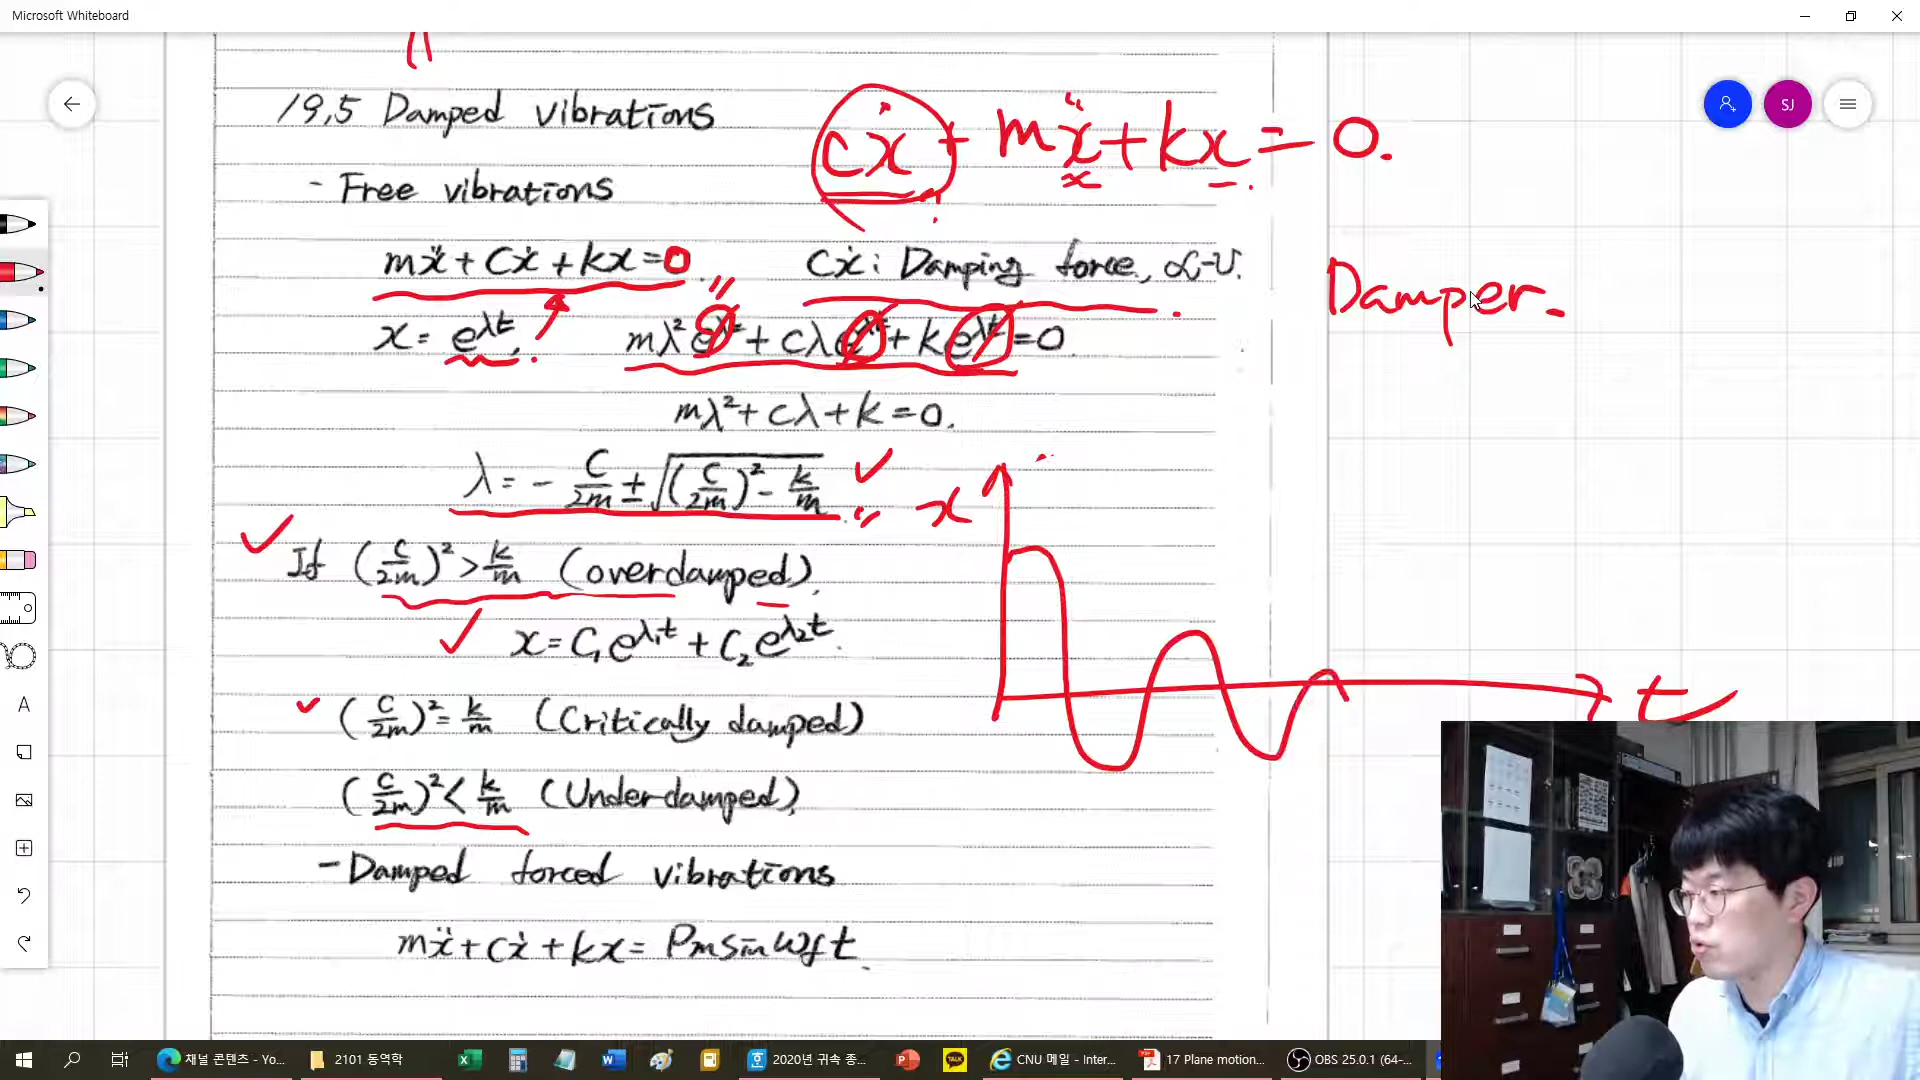 Microsoft Whiteboard
19,5 Damped vibrations
cẋ + mẍ + kx = 0.
- Free vibrations
mẍ + Cẋ + kx = 0
Cẋ : Damping force, ∝ -v.
Damper.
x = e^λt, mλ²e^λt + cλe^λt + ke^λt = 0.
mλ² + cλ + k = 0.
λ = - C/2m ± √((C/2m)² - k/m)
x
If (C/2m)² > k/m (overdamped),
x = C₁e^λ₁t + C₂e^λ₂t.
(C/2m)² = k/m (Critically damped)
t
(C/2m)² < k/m (Underdamped),
- Damped forced vibrations
mẍ + cẋ + kx = Pm sin ωf t.
SJ
A
채널 콘텐츠 - Yo...
2101 동역학
2020년 귀속 종...
TALK
CNU 메일 - Inter...
17 Plane motion...
OBS 25.0.1 (64-...